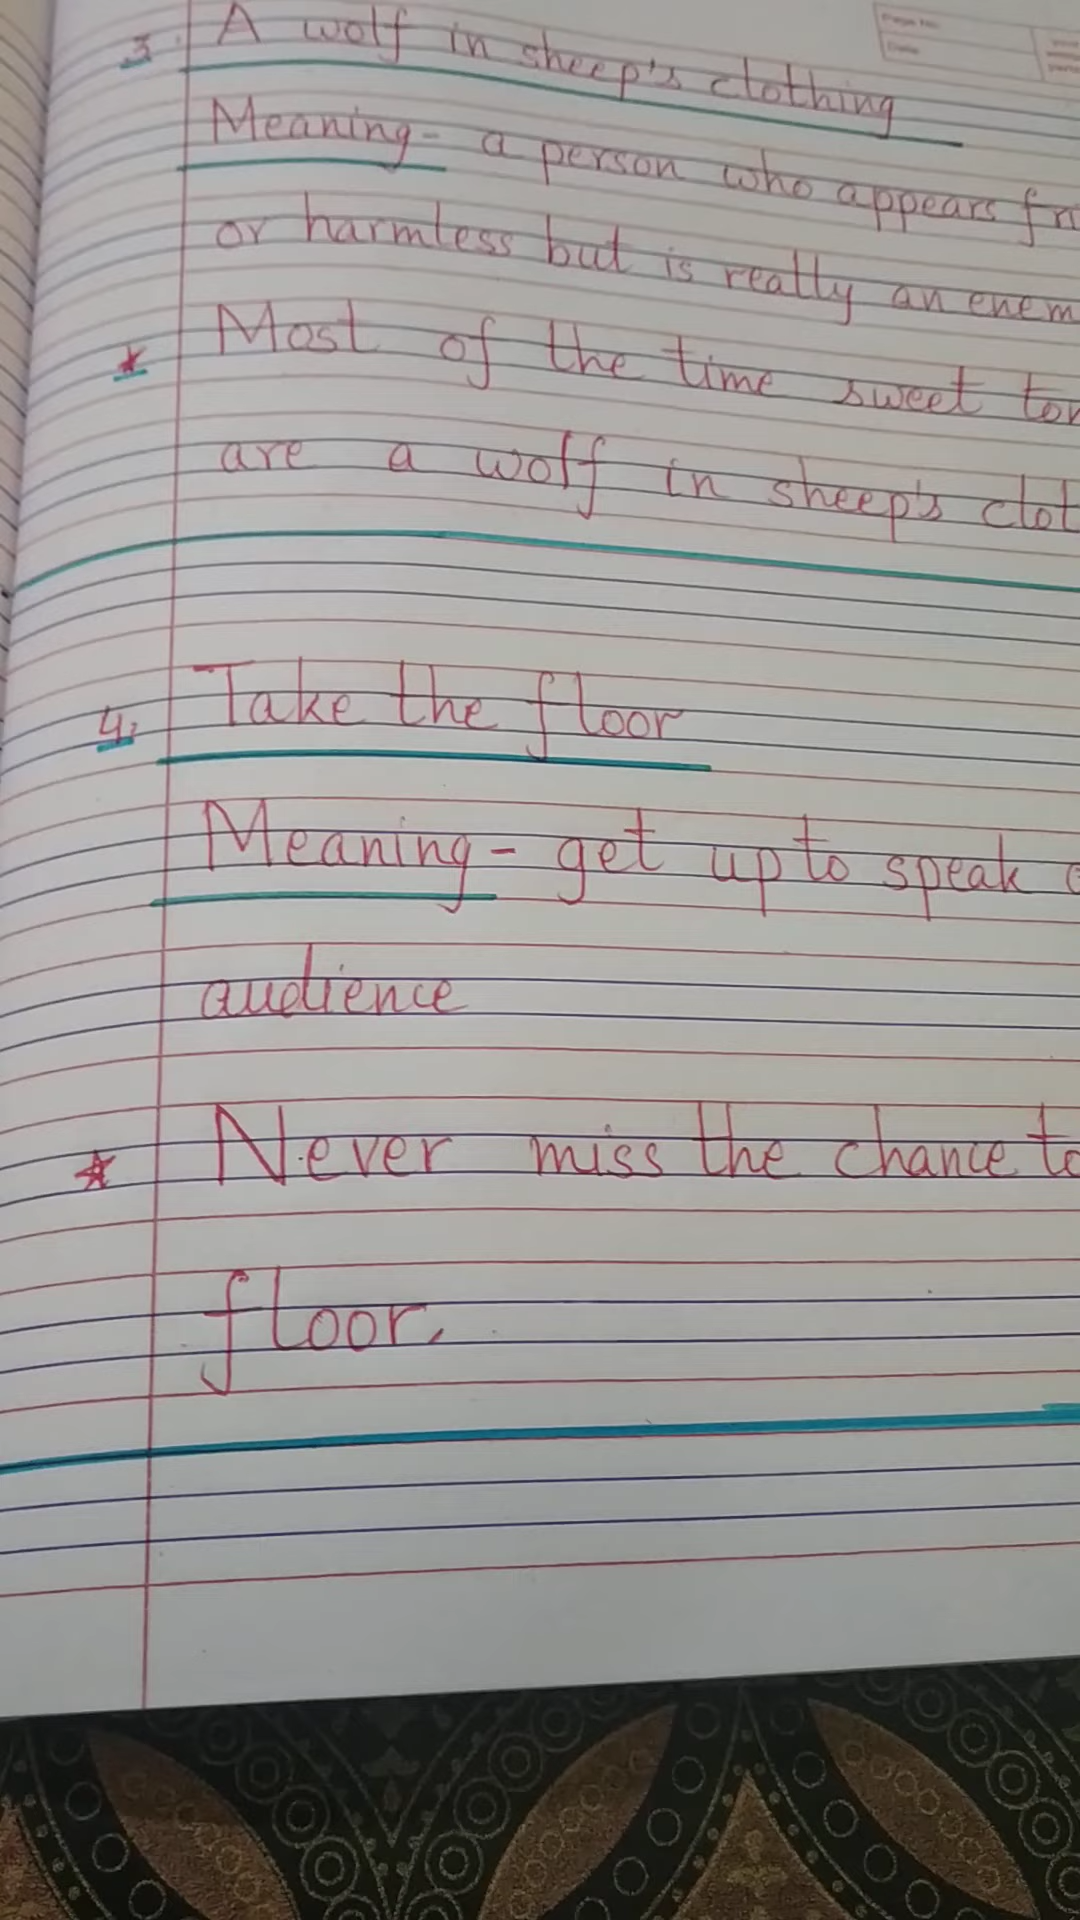 3. A wolf in sheep's clothing
Meaning - a person who appears
or harmless but is really an
* Most of the time sweet
are a wolf in sheep's
4. Take the floor
Meaning - get up to speak
audience
* Never miss the chance to
floor.